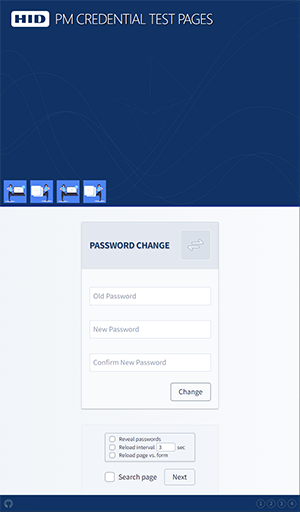 HID PM CREDENTIAL TEST PAGES
PASSWORD CHANGE
Old Password
New Password
Confirm New Password
Change
Reveal passwords
Reload interval 3 sec
Reload page vs. form
Search page Next
1 2 3 4